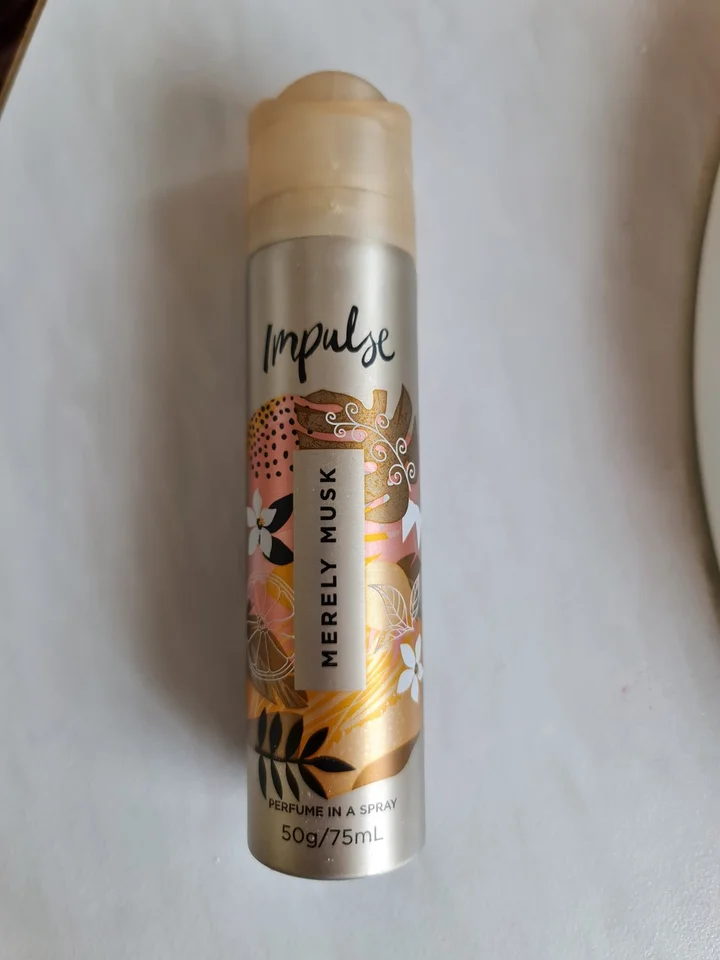 Impulse
MERELY MUSK
PERFUME IN A SPRAY
50g/75mL